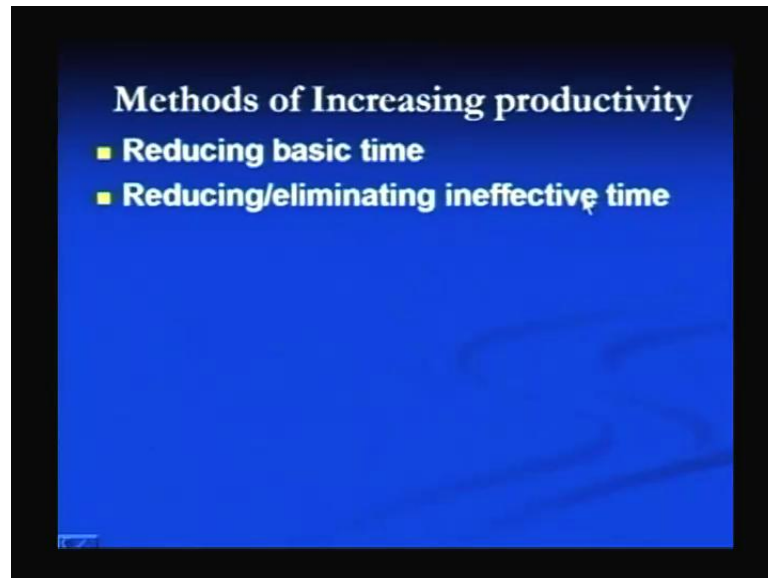 Methods of Increasing productivity
Reducing basic time
Reducing/eliminating ineffective time